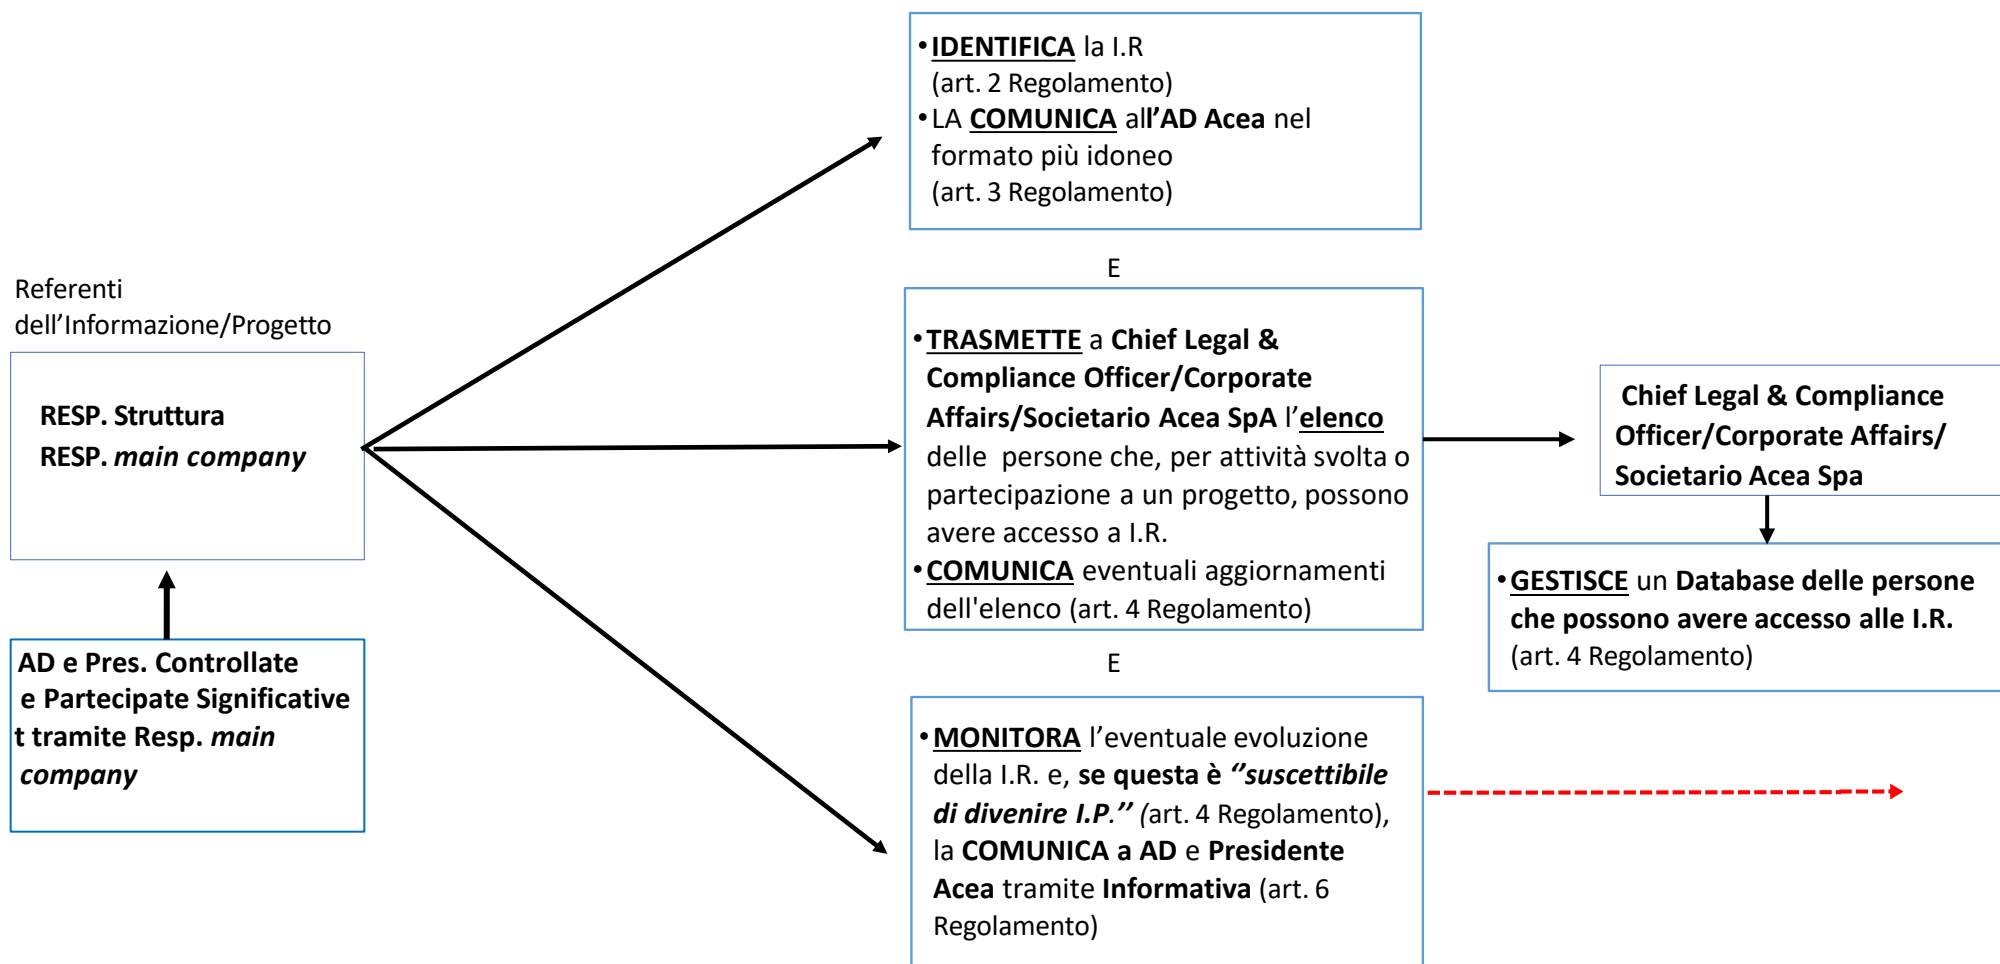 Referenti
dell’Informazione/Progetto
RESP. Struttura
RESP. main company
AD e Pres. Controllate
e Partecipate Significative
t tramite Resp. main
company
•IDENTIFICA la I.R
(art. 2 Regolamento)
•LA COMUNICA all’AD Acea nel
formato più idoneo
(art. 3 Regolamento)
E
•TRASMETTE a Chief Legal &
Compliance Officer/Corporate
Affairs/Societario Acea SpA l’elenco
delle persone che, per attività svolta o
partecipazione a un progetto, possono
avere accesso a I.R.
•COMUNICA eventuali aggiornamenti
dell'elenco (art. 4 Regolamento)
E
•MONITORA l’eventuale evoluzione
della I.R. e, se questa è ‘’suscettibile
di divenire I.P.’’ (art. 4 Regolamento),
la COMUNICA a AD e Presidente
Acea tramite Informativa (art. 6
Regolamento)
Chief Legal & Compliance
Officer/Corporate Affairs/
Societario Acea Spa
•GESTISCE un Database delle persone
che possono avere accesso alle I.R.
(art. 4 Regolamento)